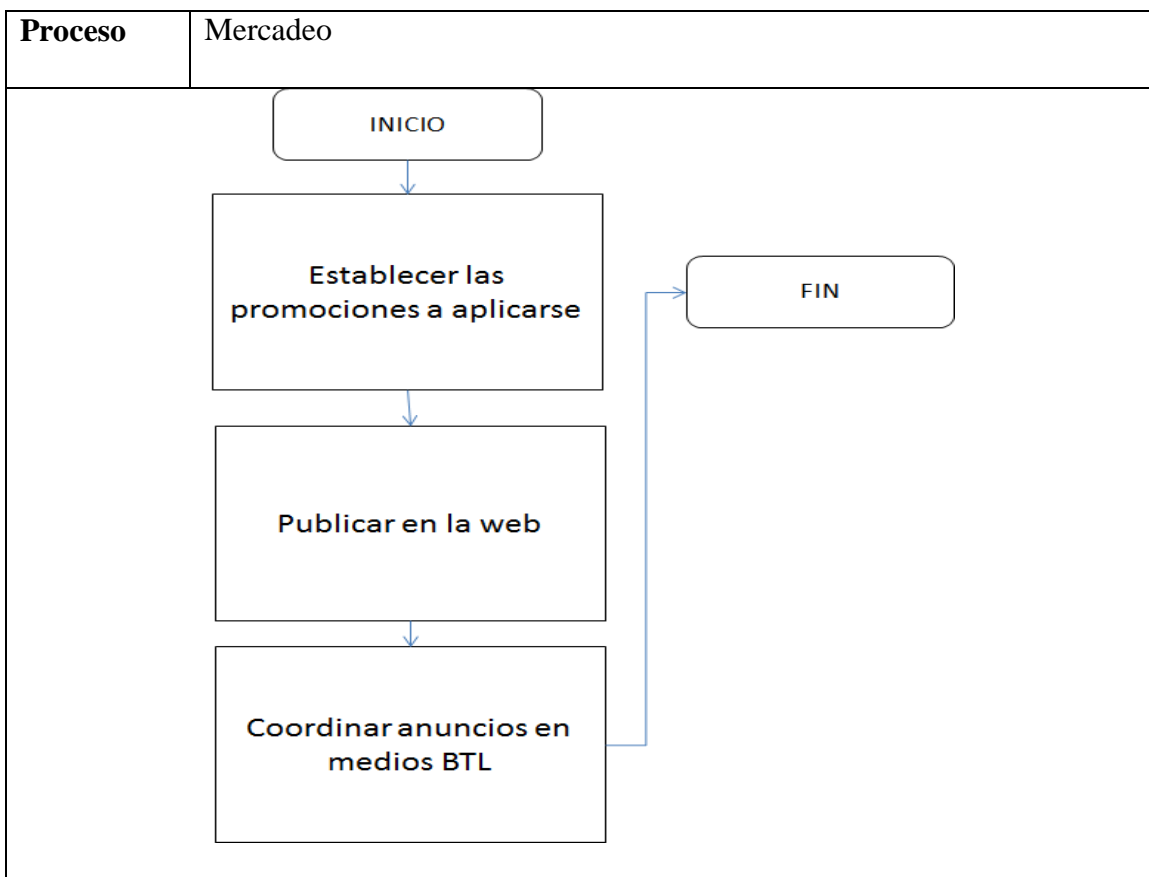 Proceso Mercadeo
INICIO
Establecer las
promociones a aplicarse
FIN
Publicar en la web
Coordinar anuncios en
medios BTL